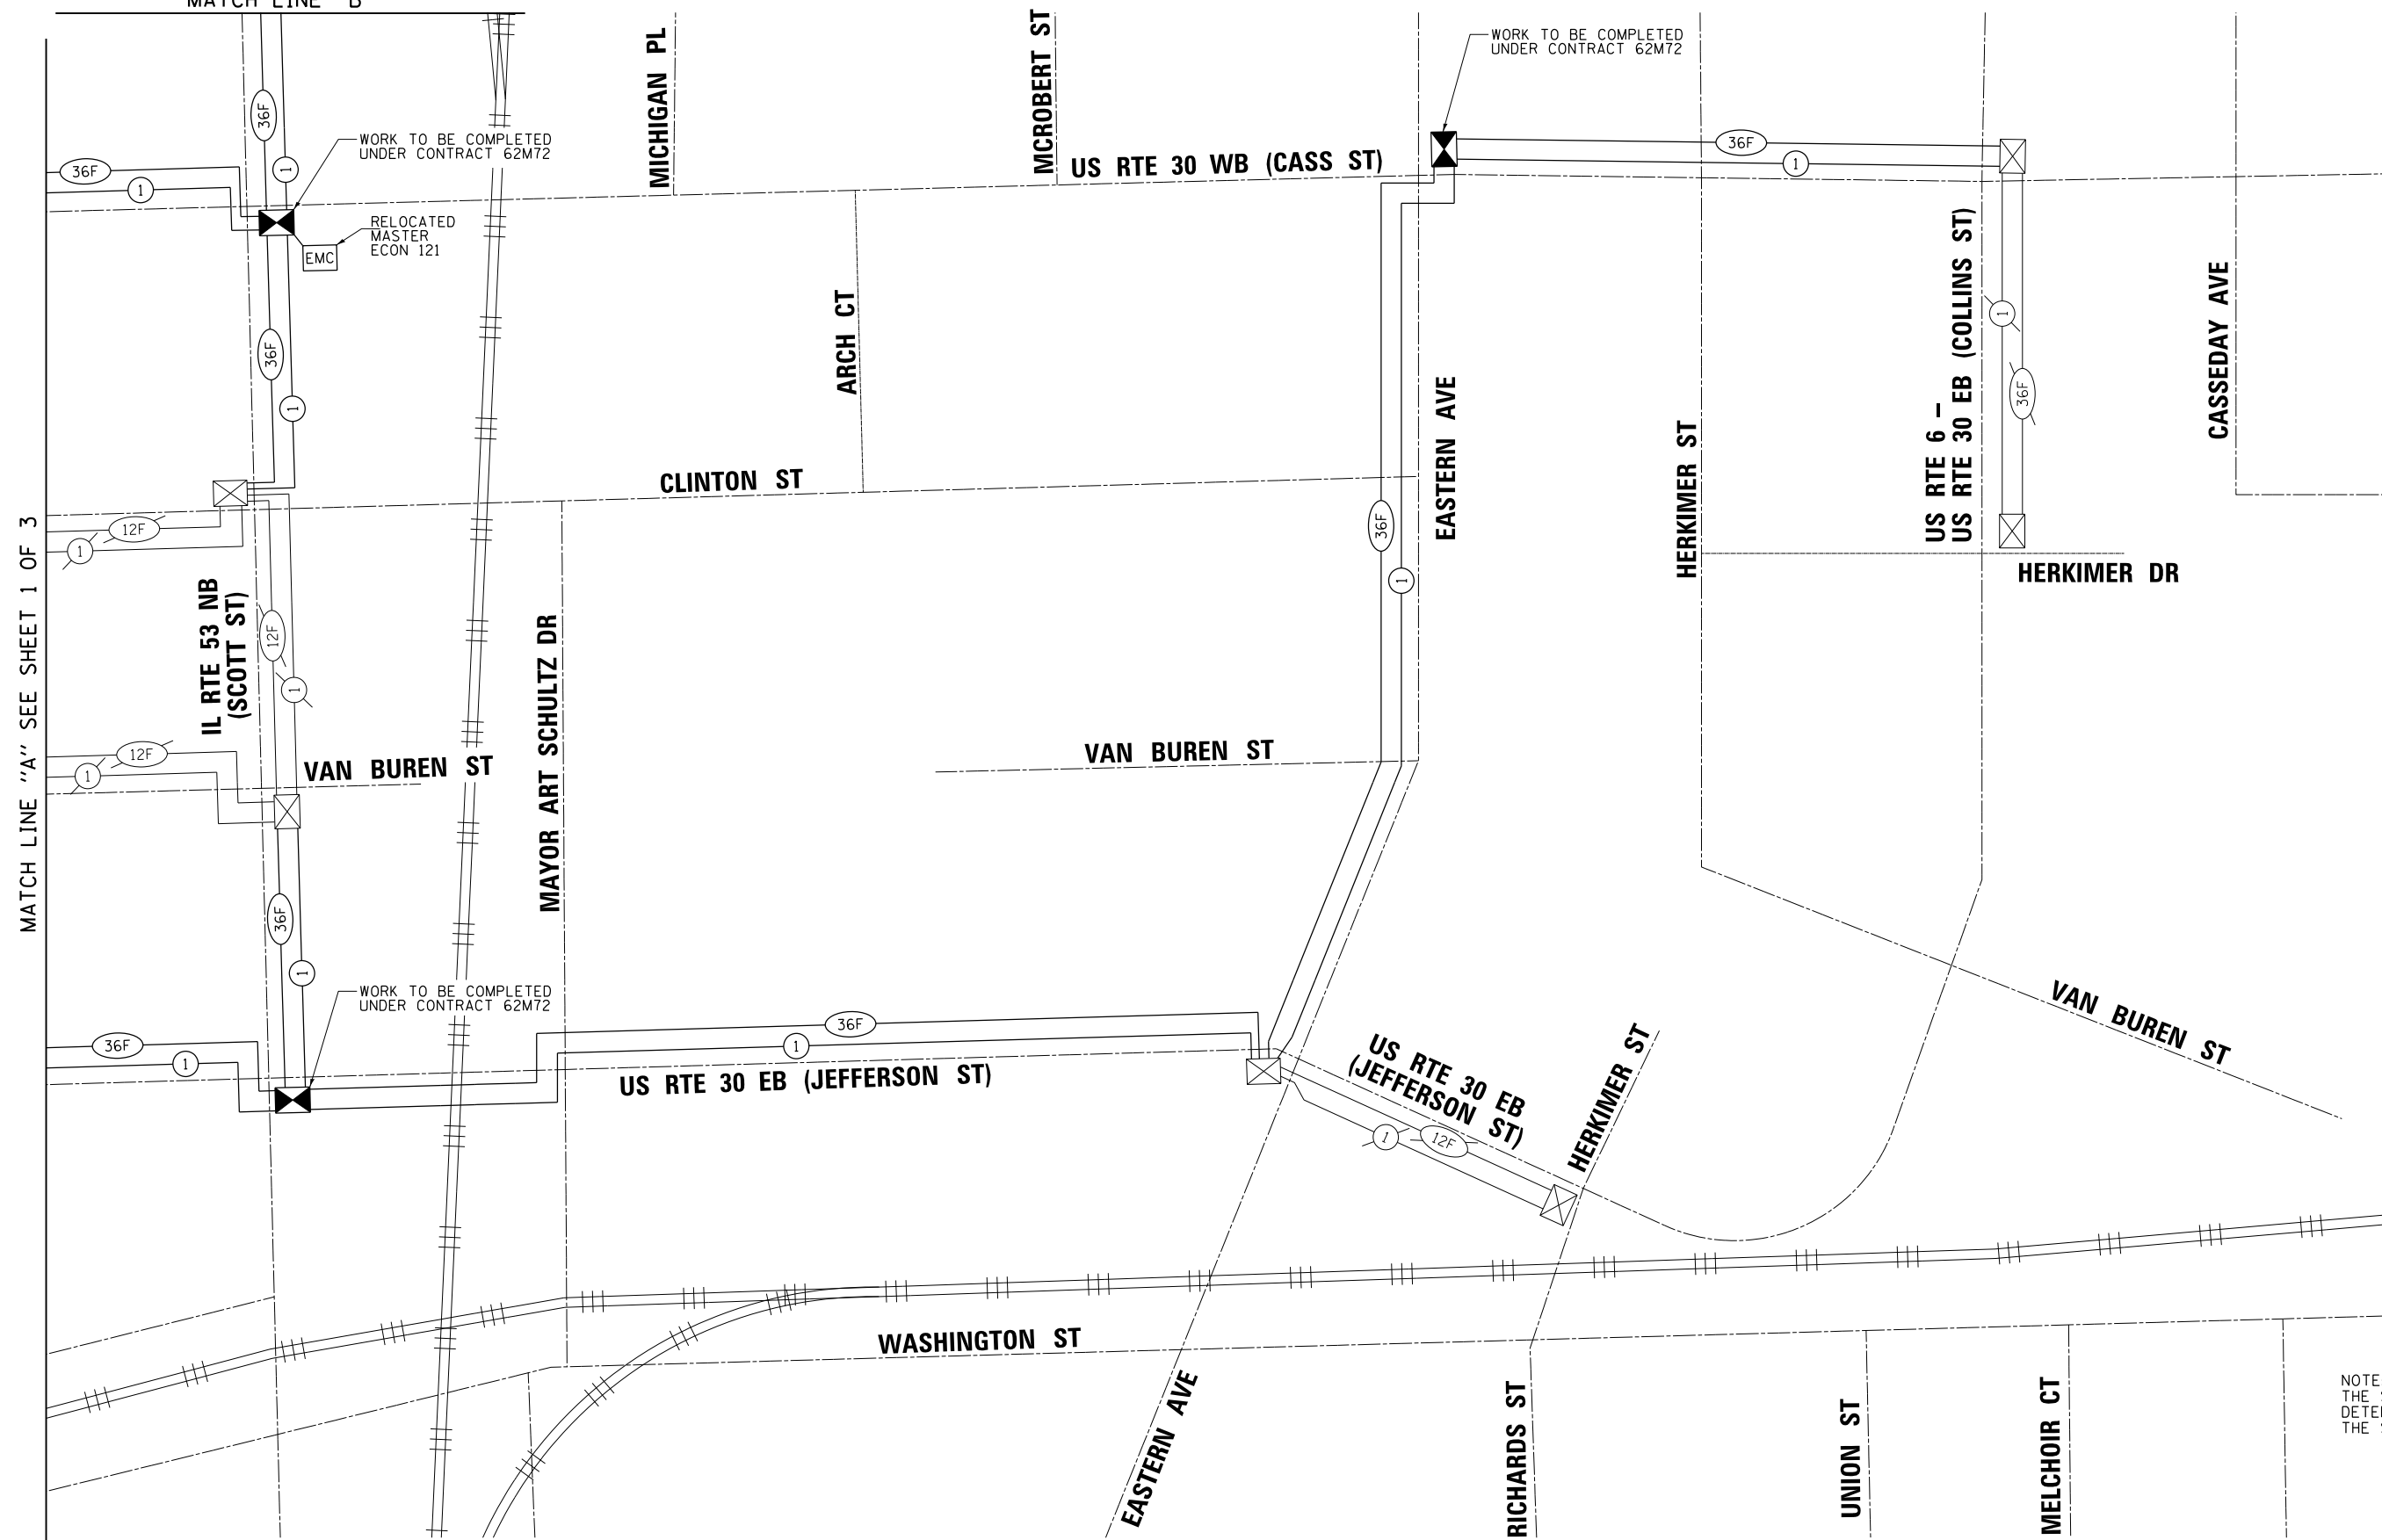 MATCH LINE "B"
WORK TO BE COMPLETED
UNDER CONTRACT 62M72
MICHIGAN PL
MCROBERT ST
US RTE 30 WB (CASS ST)
WORK TO BE COMPLETED
UNDER CONTRACT 62M72
36F
1
36F
1
36F
1
RELOCATED
MASTER
ECON 121
EMC
36F
1
ARCH CT
CLINTON ST
EASTERN AVE
36F
1
HERKIMER ST
US RTE 6 –
US RTE 30 EB (COLLINS ST)
1
36F
CASSEDAY AVE
HERKIMER DR
MATCH LINE "A" SEE SHEET 1 OF 3
12F
1
IL RTE 53 NB
(SCOTT ST)
12F
1
12F
1
VAN BUREN ST
MAYOR ART SCHULTZ DR
VAN BUREN ST
36F
1
WORK TO BE COMPLETED
UNDER CONTRACT 62M72
36F
1
36F
1
US RTE 30 EB (JEFFERSON ST)
US RTE 30 EB
(JEFFERSON ST)
1
12F
HERKIMER ST
VAN BUREN ST
WASHINGTON ST
EASTERN AVE
RICHARDS ST
UNION ST
MELCHOIR CT
NOTE
THE
THE